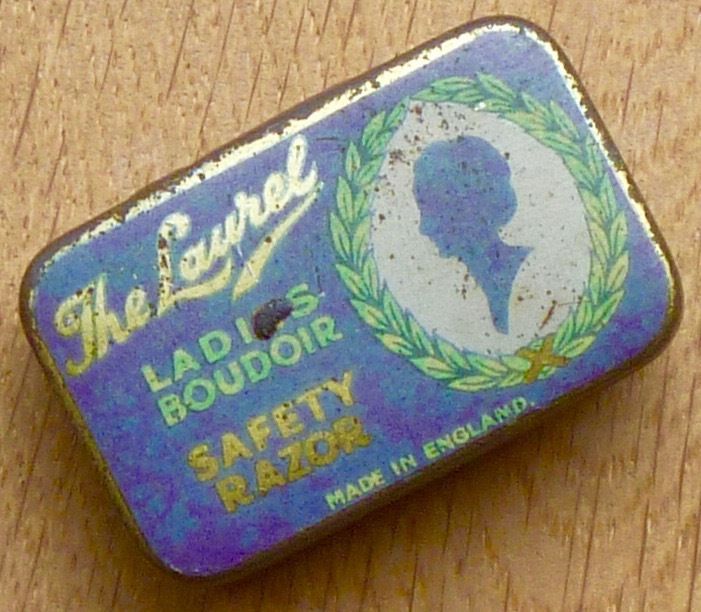 The Laurel
LADIES
BOUDOIR
SAFETY
RAZOR
MADE IN ENGLAND.